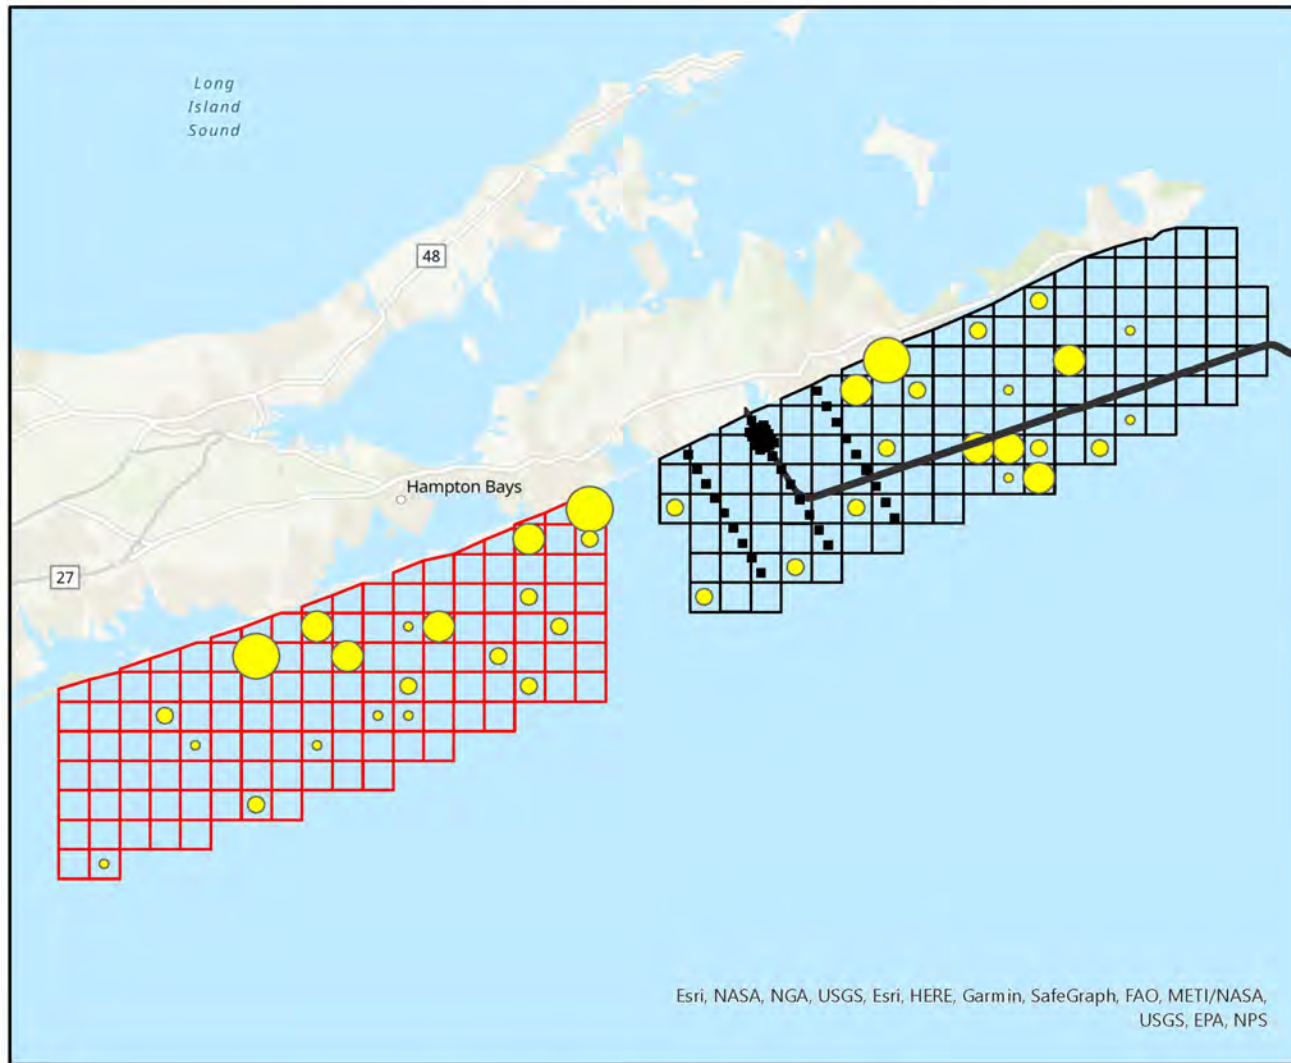 Long
Island
Sound
48
Hampton Bays
27
Esri, NASA, NGA, USGS, Esri, HERE, Garmin, SafeGraph, FAO, METI/NASA,
USGS, EPA, NPS